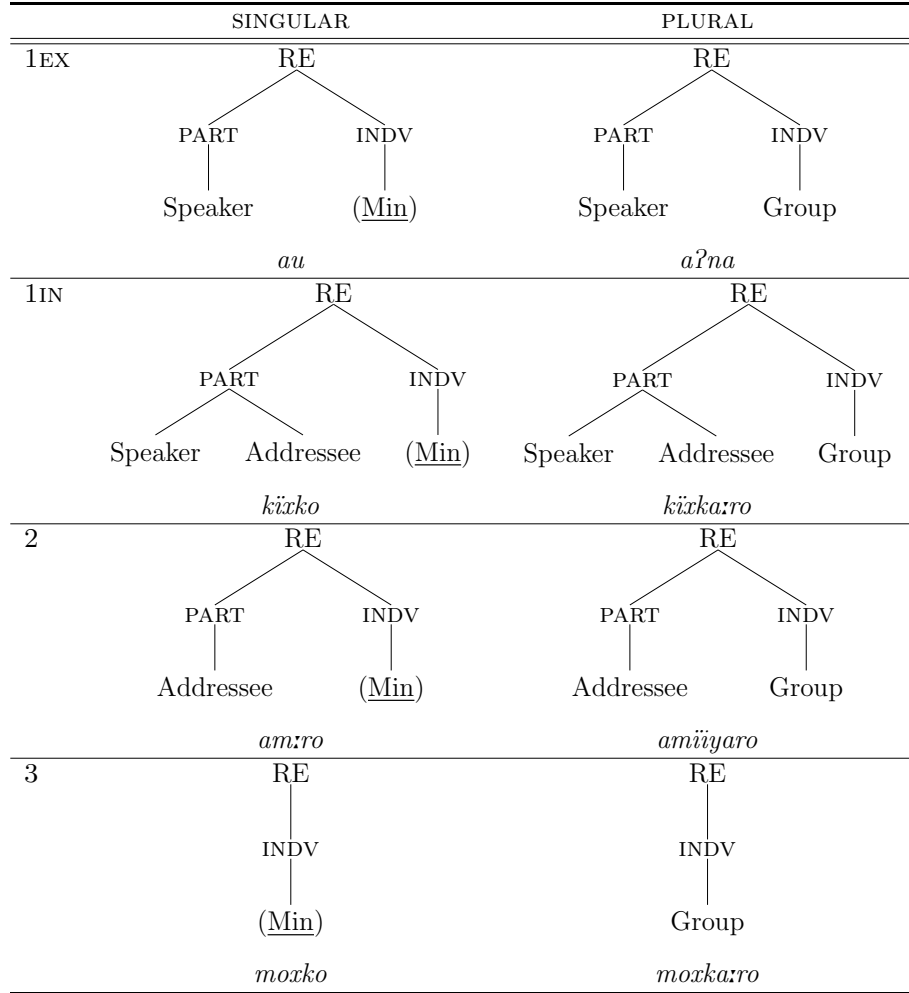 SINGULAR PLURAL
1EX RE RE
PART INDV PART INDV
Speaker (Min) Speaker Group
au aʔna
1IN RE RE
PART INDV PART INDV
Speaker Addressee (Min) Speaker Addressee Group
kïxko kïxkaːro
2 RE RE
PART INDV PART INDV
Addressee (Min) Addressee Group
amːro amïiyaro
3 RE RE
INDV INDV
(Min) Group
moxko moxkaːro